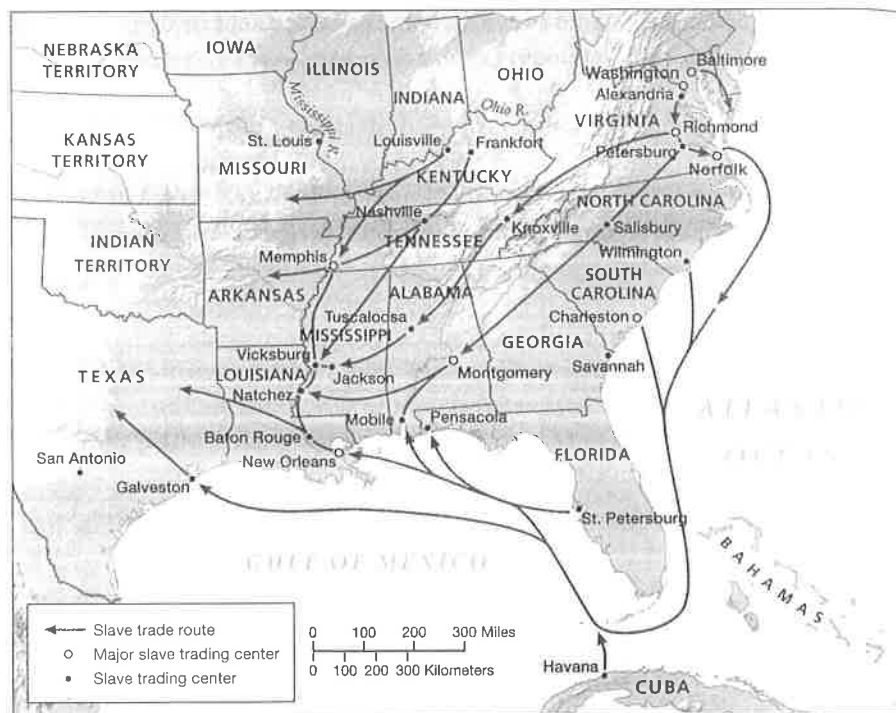 NEBRASKA
TERRITORY
IOWA
ILLINOIS
INDIANA
OHIO
Ohio R.
Mississippi R.
Washington
Baltimore
Alexandria
VIRGINIA
Richmond
Petersburg
Norfolk
KANSAS
TERRITORY
St. Louis
MISSOURI
Louisville
Frankfort
KENTUCKY
Nashville
TENNESSEE
Knoxville
NORTH CAROLINA
Salisbury
Wilmington
INDIAN
TERRITORY
Memphis
ARKANSAS
ALABAMA
SOUTH
CAROLINA
Charleston
Tuscaloosa
MISSISSIPPI
GEORGIA
Savannah
Vicksburg
LOUISIANA
Jackson
Montgomery
TEXAS
Natchez
Mobile
Pensacola
Baton Rouge
New Orleans
FLORIDA
San Antonio
Galveston
St. Petersburg
GULF OF MEXICO
BAHAMAS
Havana
CUBA
Slave trade route
Major slave trading center
Slave trading center
0 100 200 300 Miles
0 100 200 300 Kilometers